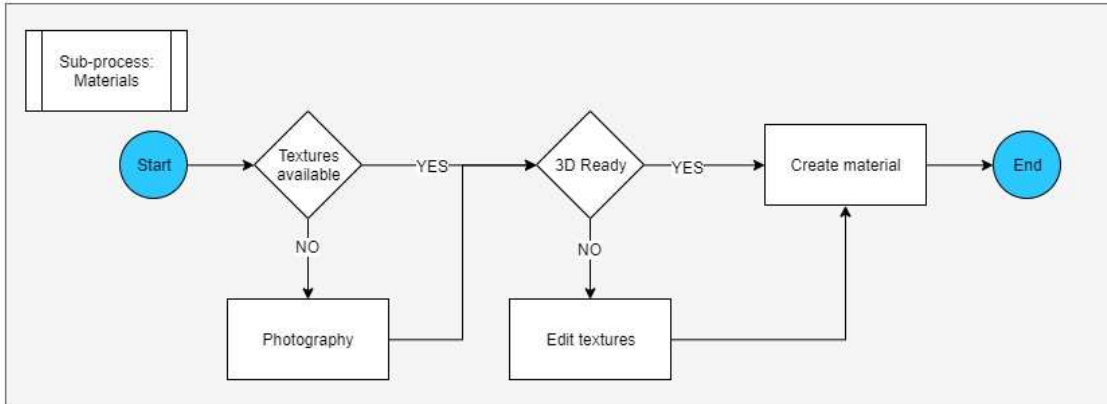 Sub-process:
Materials
Start
Textures
available
YES
3D Ready
YES
Create material
End
NO
NO
Photography
Edit textures